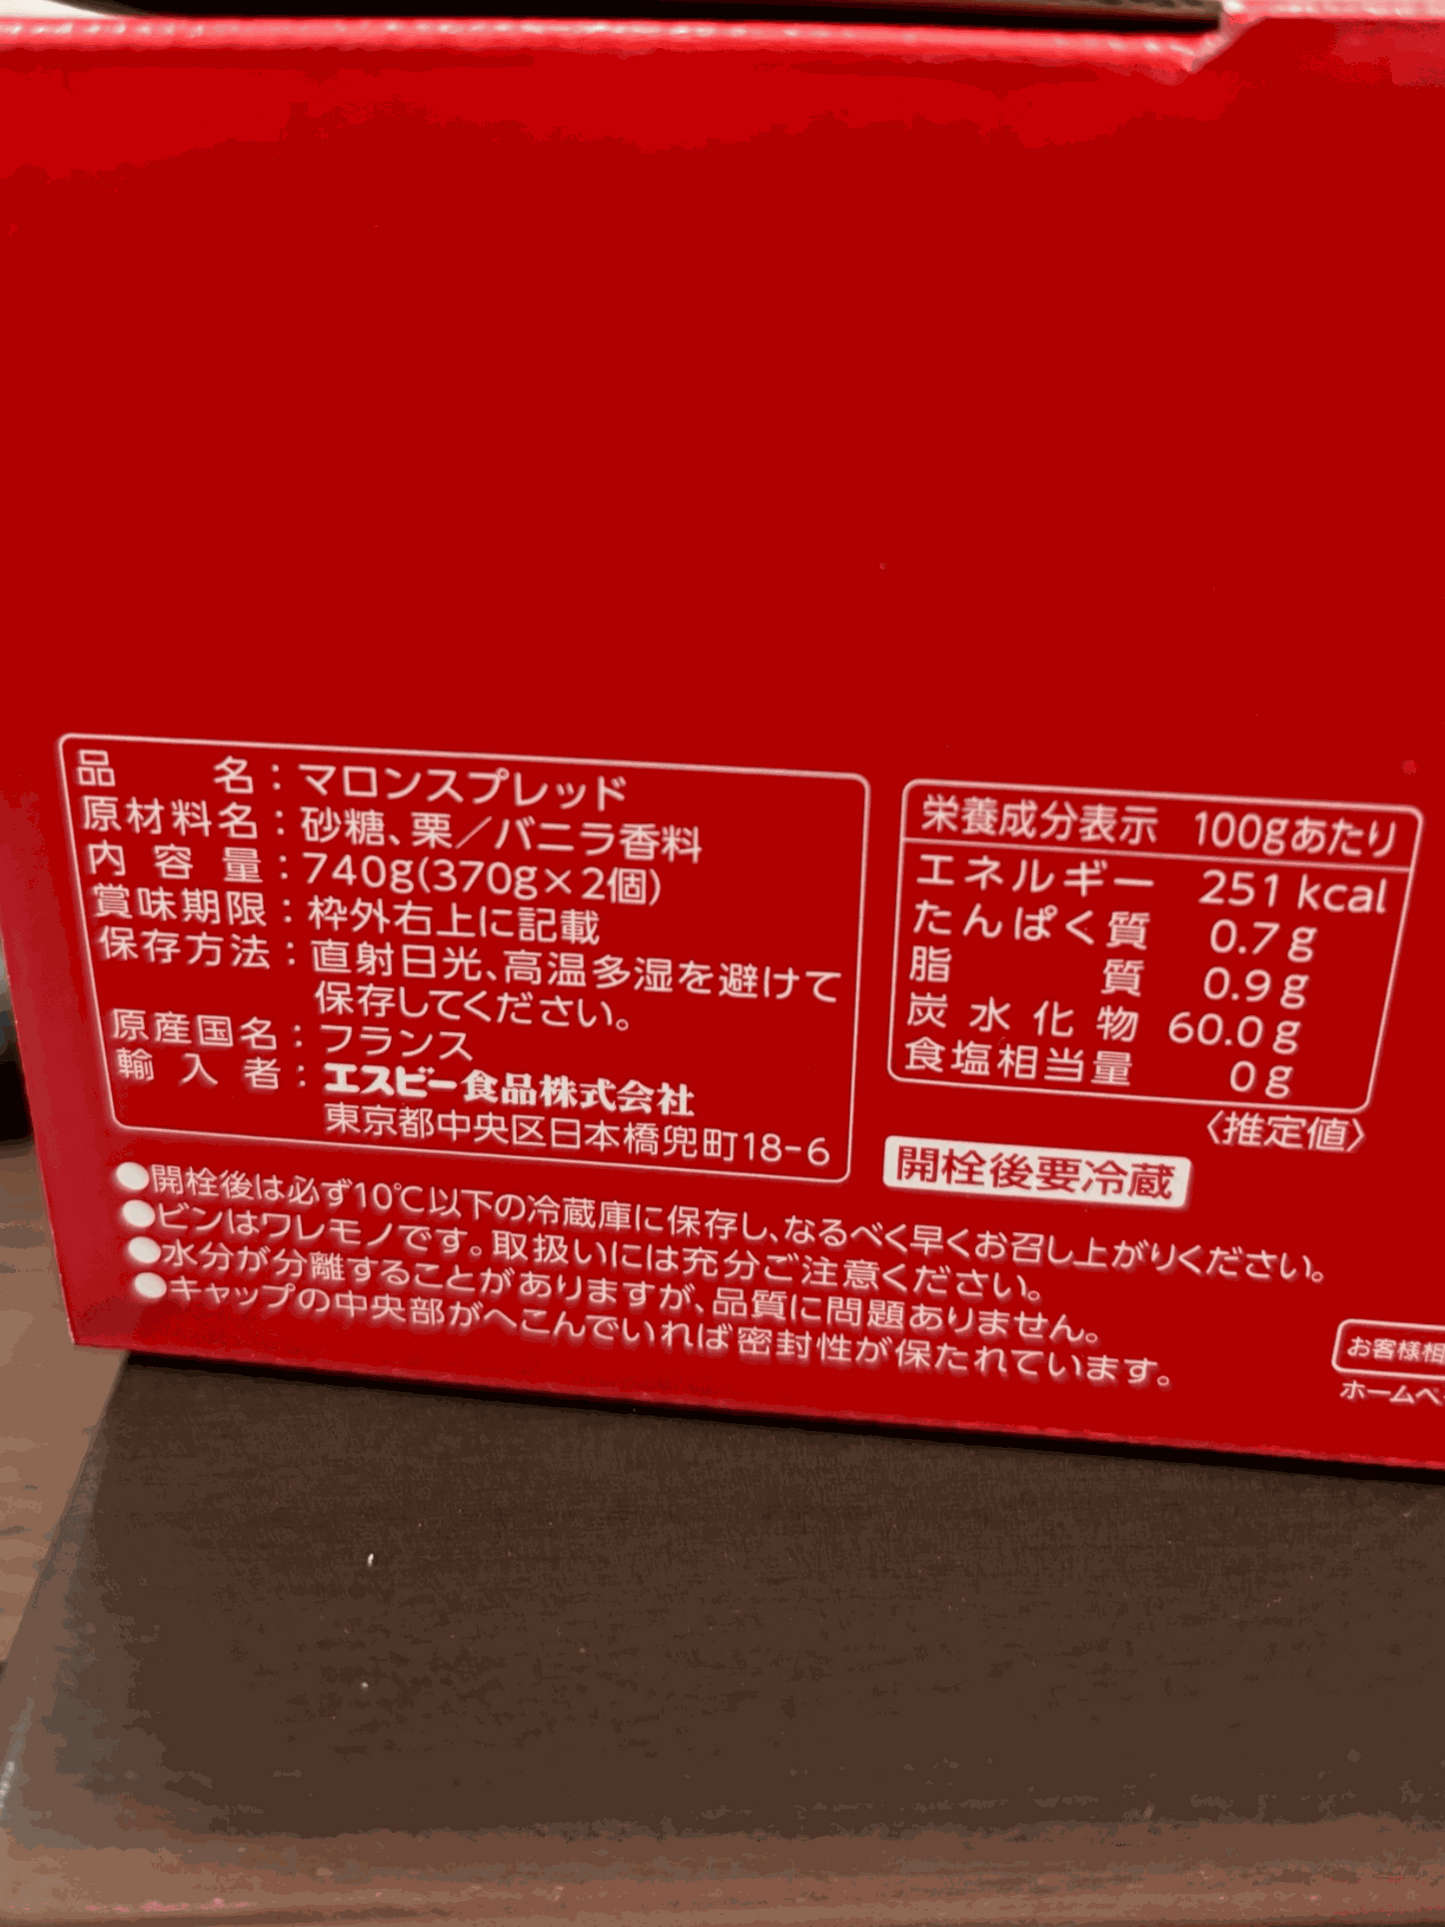 品名：マロンスプレッド
原材料名：砂糖、栗／バニラ香料
内容量：740g(370g×2個)
賞味期限：枠外右上に記載
保存方法：直射日光、高温多湿を避けて
保存してください。
原産国名：フランス
輸入者：エスビー食品株式会社
東京都中央区日本橋兜町18-6
栄養成分表示 100gあたり
エネルギー 251 kcal
たんぱく質 0.7g
脂質 0.9g
炭水化物 60.0g
食塩相当量 0g
〈推定値〉
開栓後要冷蔵
●開栓後は必ず10℃以下の冷蔵庫に保存し、なるべく早くお召し上がりください。
●ビンはワレモノです。取扱いには充分ご注意ください。
●水分が分離することがありますが、品質に問題ありません。
●キャップの中央部がへこんでいれば密封性が保たれています。
お客様相
ホームペ